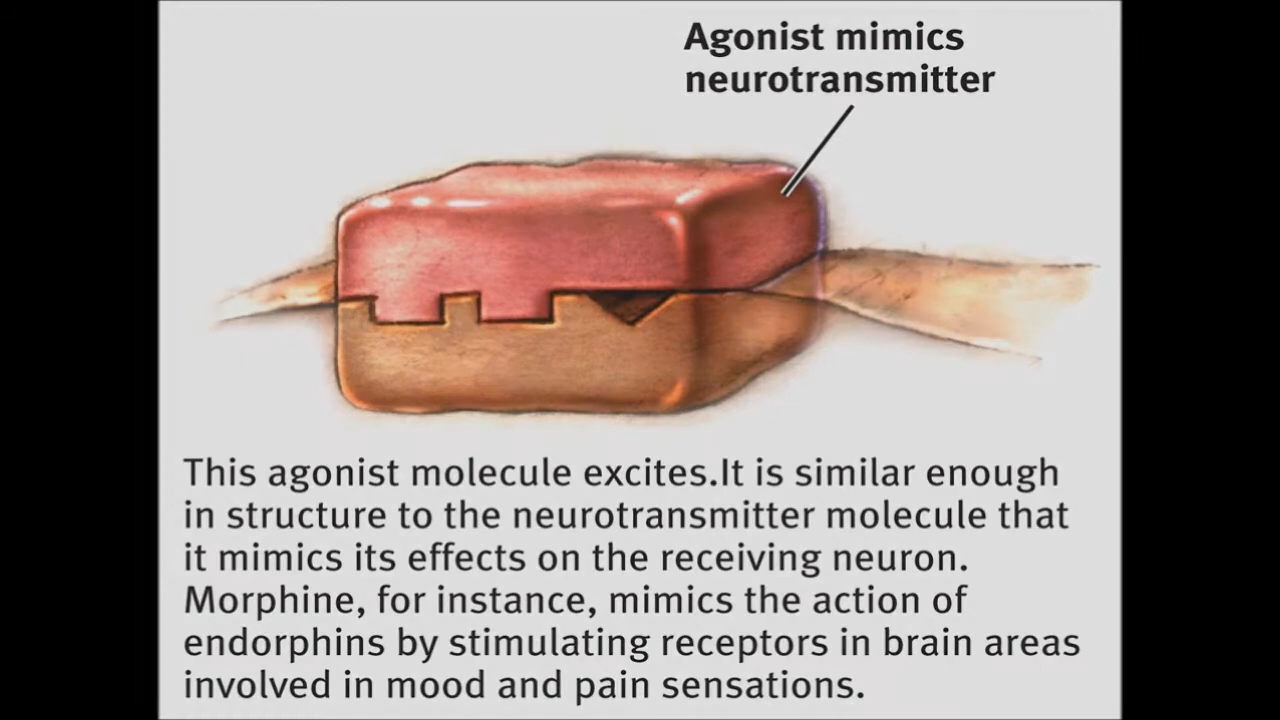 Agonist mimics
neurotransmitter
This agonist molecule excites.It is similar enough
in structure to the neurotransmitter molecule that
it mimics its effects on the receiving neuron.
Morphine, for instance, mimics the action of
endorphins by stimulating receptors in brain areas
involved in mood and pain sensations.